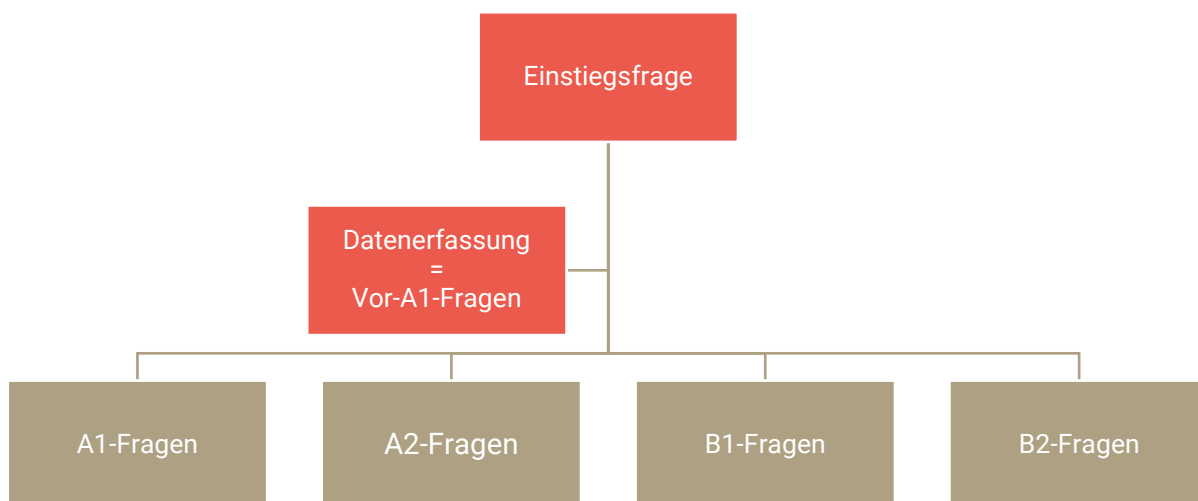 Einstiegsfrage
Datenerfassung
=
Vor-A1-Fragen
A1-Fragen
A2-Fragen
B1-Fragen
B2-Fragen